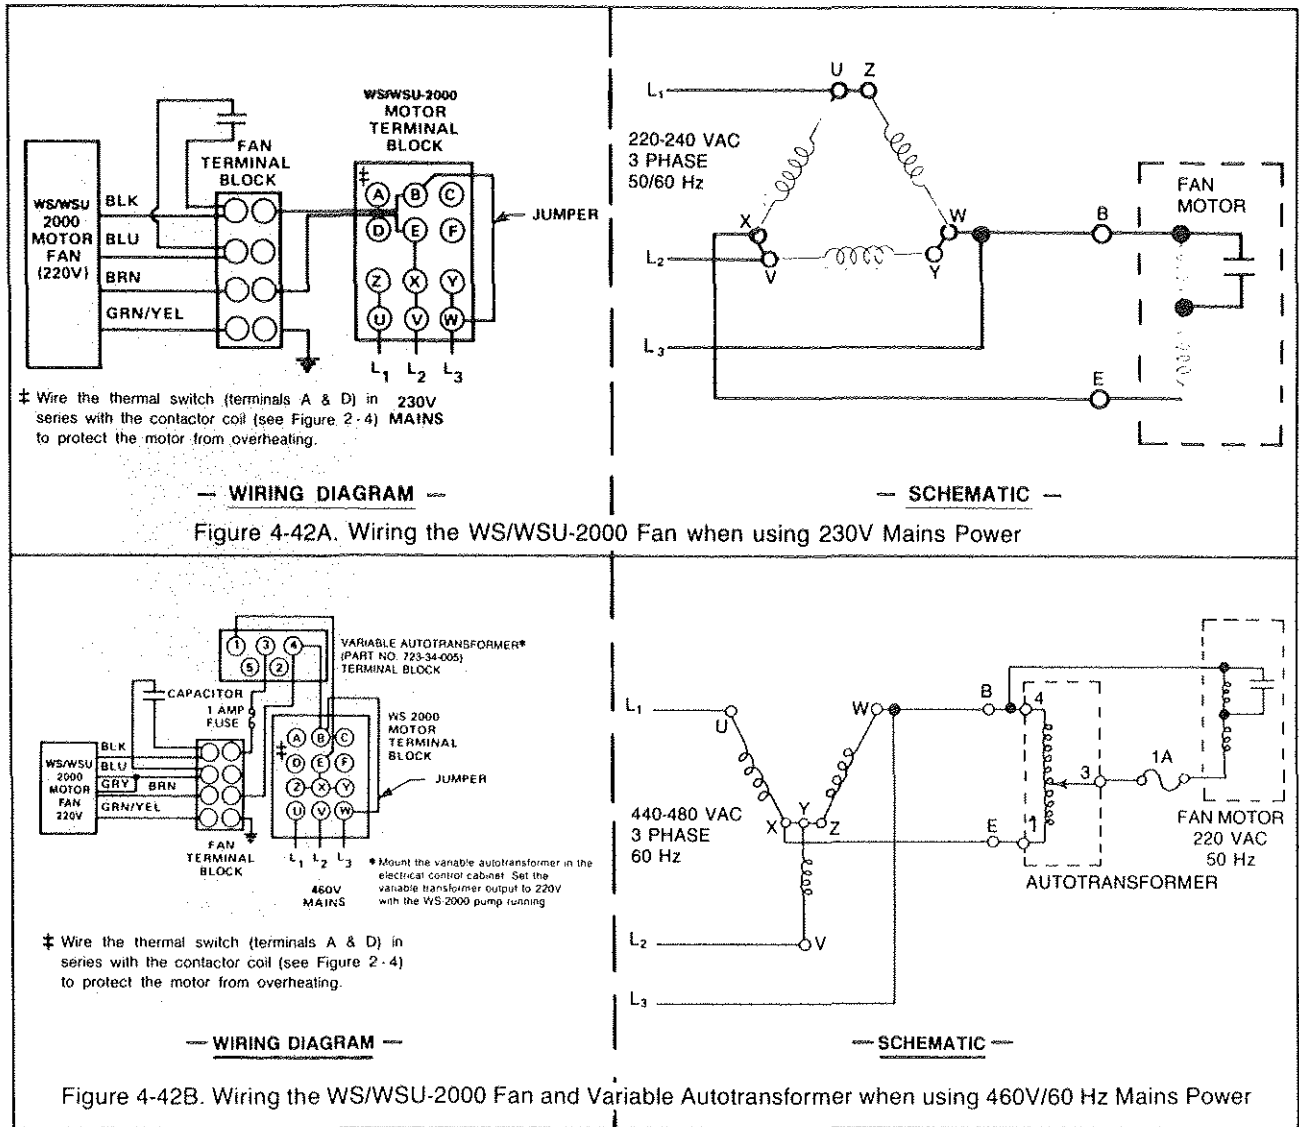 WS/WSU-2000
MOTOR
TERMINAL
BLOCK
FAN
TERMINAL
BLOCK
WS/WSU
2000
MOTOR
FAN
(220V)
BLK
BLU
BRN
GRN/YEL
‡
A B C
D E F
Z X Y
U V W
JUMPER
L1 L2 L3
230V
MAINS
‡ Wire the thermal switch (terminals A & D) in
series with the contactor coil (see Figure 2-4)
to protect the motor from overheating.
— WIRING DIAGRAM —
U Z
L1
220-240 VAC
3 PHASE
50/60 Hz
X
W
L2
V
Y
L3
B
E
FAN
MOTOR
— SCHEMATIC —
Figure 4-42A. Wiring the WS/WSU-2000 Fan when using 230V Mains Power
1 3 4
5 2
VARIABLE AUTOTRANSFORMER*
(PART NO. 723-34-005)
TERMINAL BLOCK
CAPACITOR
1 AMP
FUSE
WS 2000
MOTOR
TERMINAL
BLOCK
‡
A B C
D E F
Z X Y
U V W
JUMPER
WS/WSU
2000
MOTOR
FAN
220V
BLK
BLU
GRY BRN
GRN/YEL
FAN
TERMINAL
BLOCK
L1 L2 L3
460V
MAINS
* Mount the variable autotransformer in the
electrical control cabinet Set the
variable transformer output to 220V
with the WS-2000 pump running
‡ Wire the thermal switch (terminals A & D) in
series with the contactor coil (see Figure 2-4)
to protect the motor from overheating.
— WIRING DIAGRAM —
L1
U
W
B
4
440-480 VAC
3 PHASE
60 Hz
X Y Z
E
1
3
1A
L2
V
L3
AUTOTRANSFORMER
FAN MOTOR
220 VAC
50 Hz
— SCHEMATIC —
Figure 4-42B. Wiring the WS/WSU-2000 Fan and Variable Autotransformer when using 460V/60 Hz Mains Power